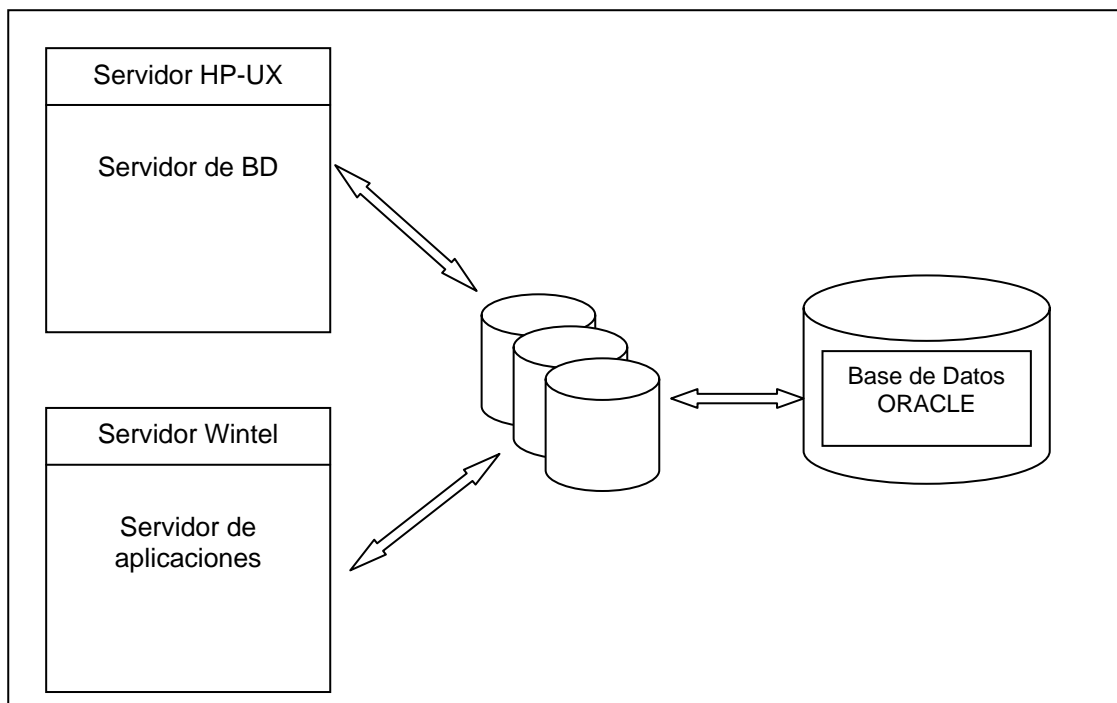 Servidor HP-UX
Servidor de BD
Base de Datos
ORACLE
Servidor Wintel
Servidor de
aplicaciones